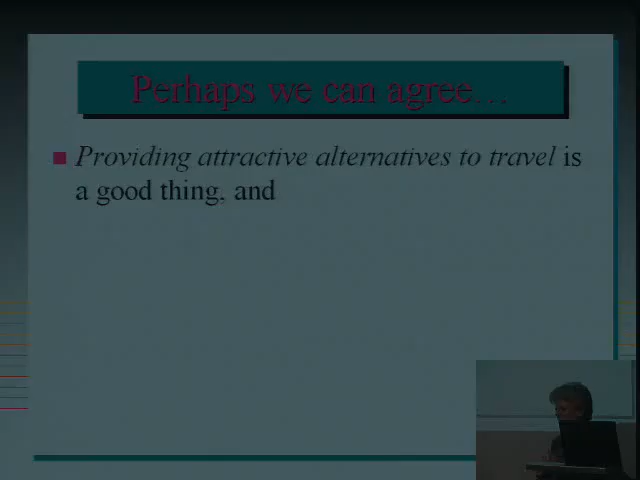 Perhaps we can agree…
Providing attractive alternatives to travel is
a good thing, and